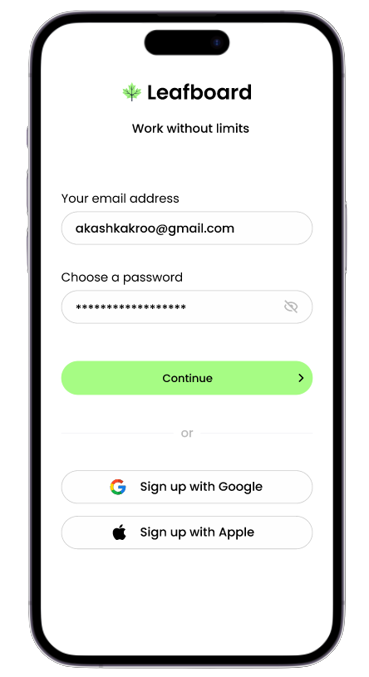 Leafboard
Work without limits
Your email address
akashkakroo@gmail.com
Choose a password
******************
Continue
or
Sign up with Google
Sign up with Apple